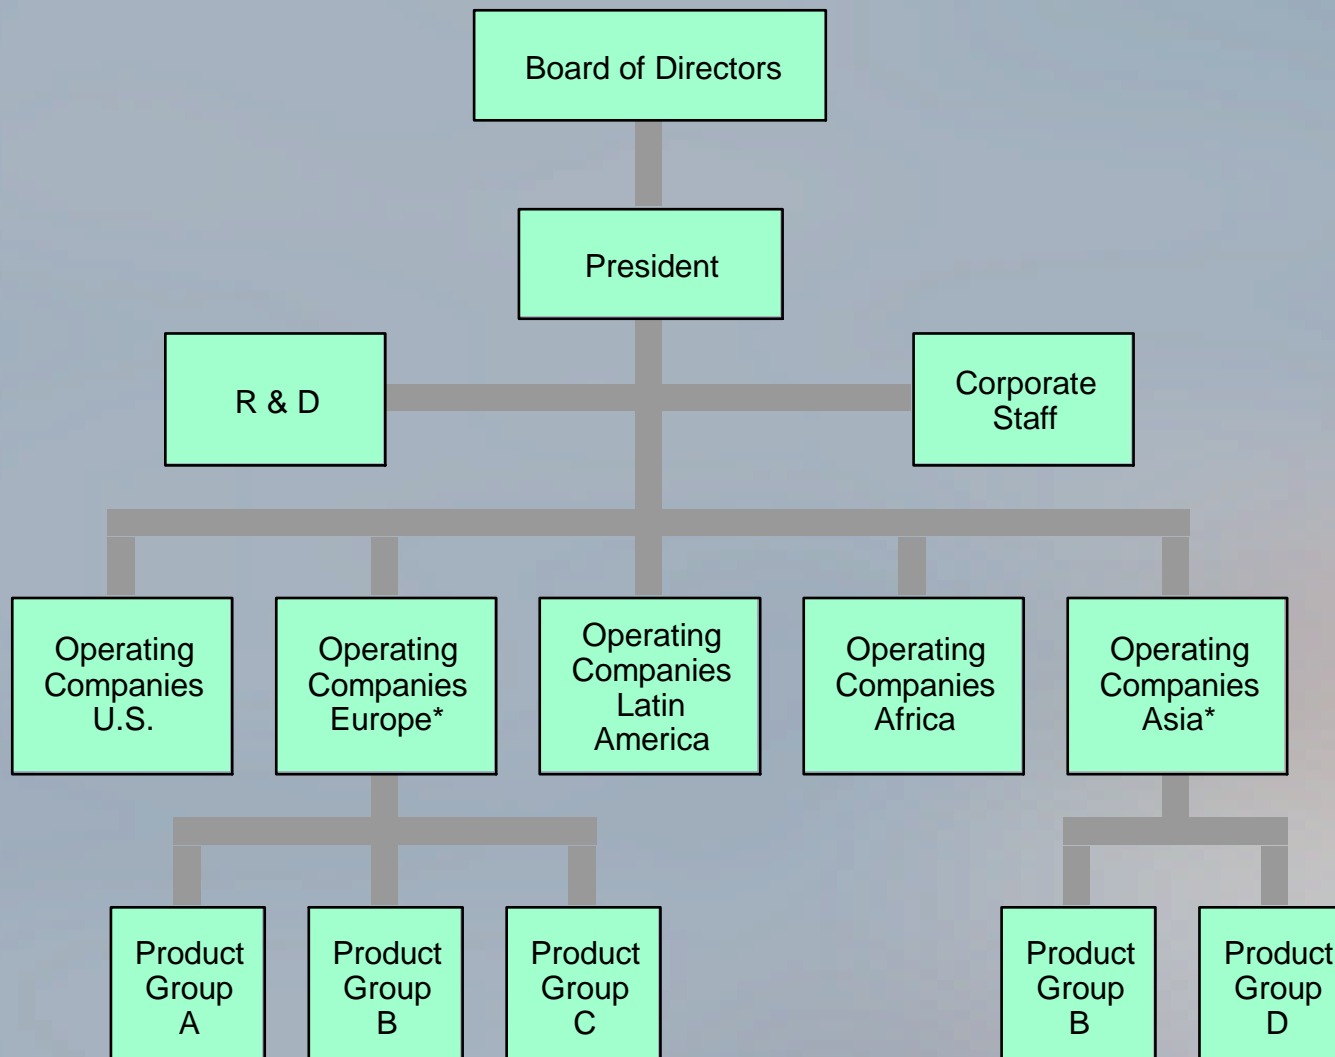 Board of Directors
President
R & D
Corporate
Staff
Operating
Companies
U.S.
Operating
Companies
Europe*
Operating
Companies
Latin
America
Operating
Companies
Africa
Operating
Companies
Asia*
Product
Group
A
Product
Group
B
Product
Group
C
Product
Group
B
Product
Group
D